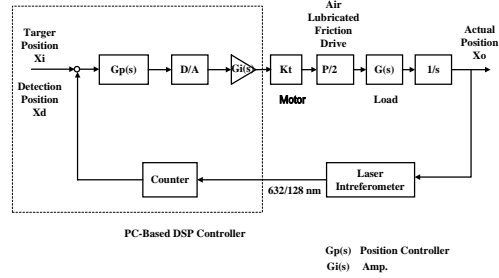 Air
Lubricated
Friction
Drive
Targer
Position
Xi
Actual
Position
Xo
Gp(s)
D/A
Gi(s)
Kt
P/2
G(s)
1/s
Detection
Position
Xd
Motor
Load
Counter
632/128 nm
Laser
Intreferometer
PC-Based DSP Controller
Gp(s) Position Controller
Gi(s) Amp.